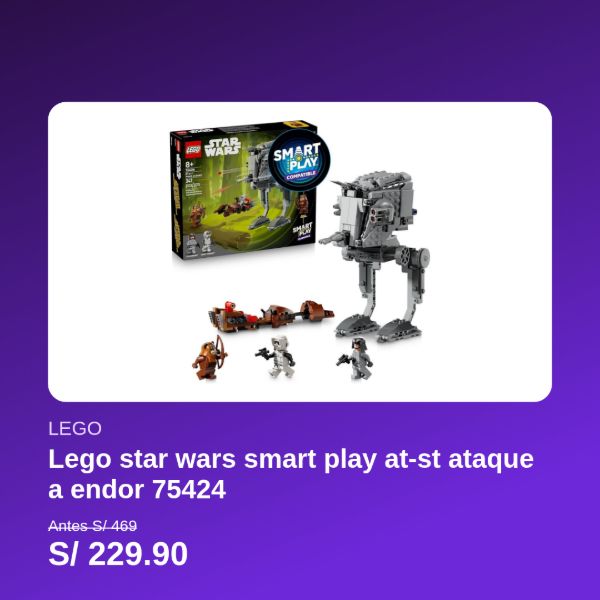 LEGO
STAR
WARS
8+
SMART
PLAY
COMPATIBLE
SMART
PLAY
LEGO
Lego star wars smart play at-st ataque
a endor 75424
Antes S/ 469
S/ 229.90